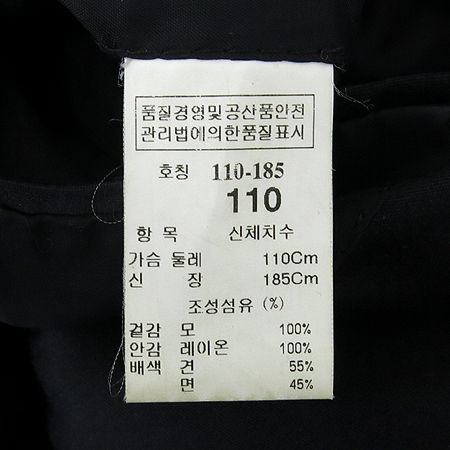 품질경영및공산품안전
관리법에의한품질표시
호칭 110-185
110
항 목 신체치수
가슴 둘레 110Cm
신 장 185Cm
조성섬유 (%)
겉감 모 100%
안감 레이온 100%
배색 견 55%
면 45%